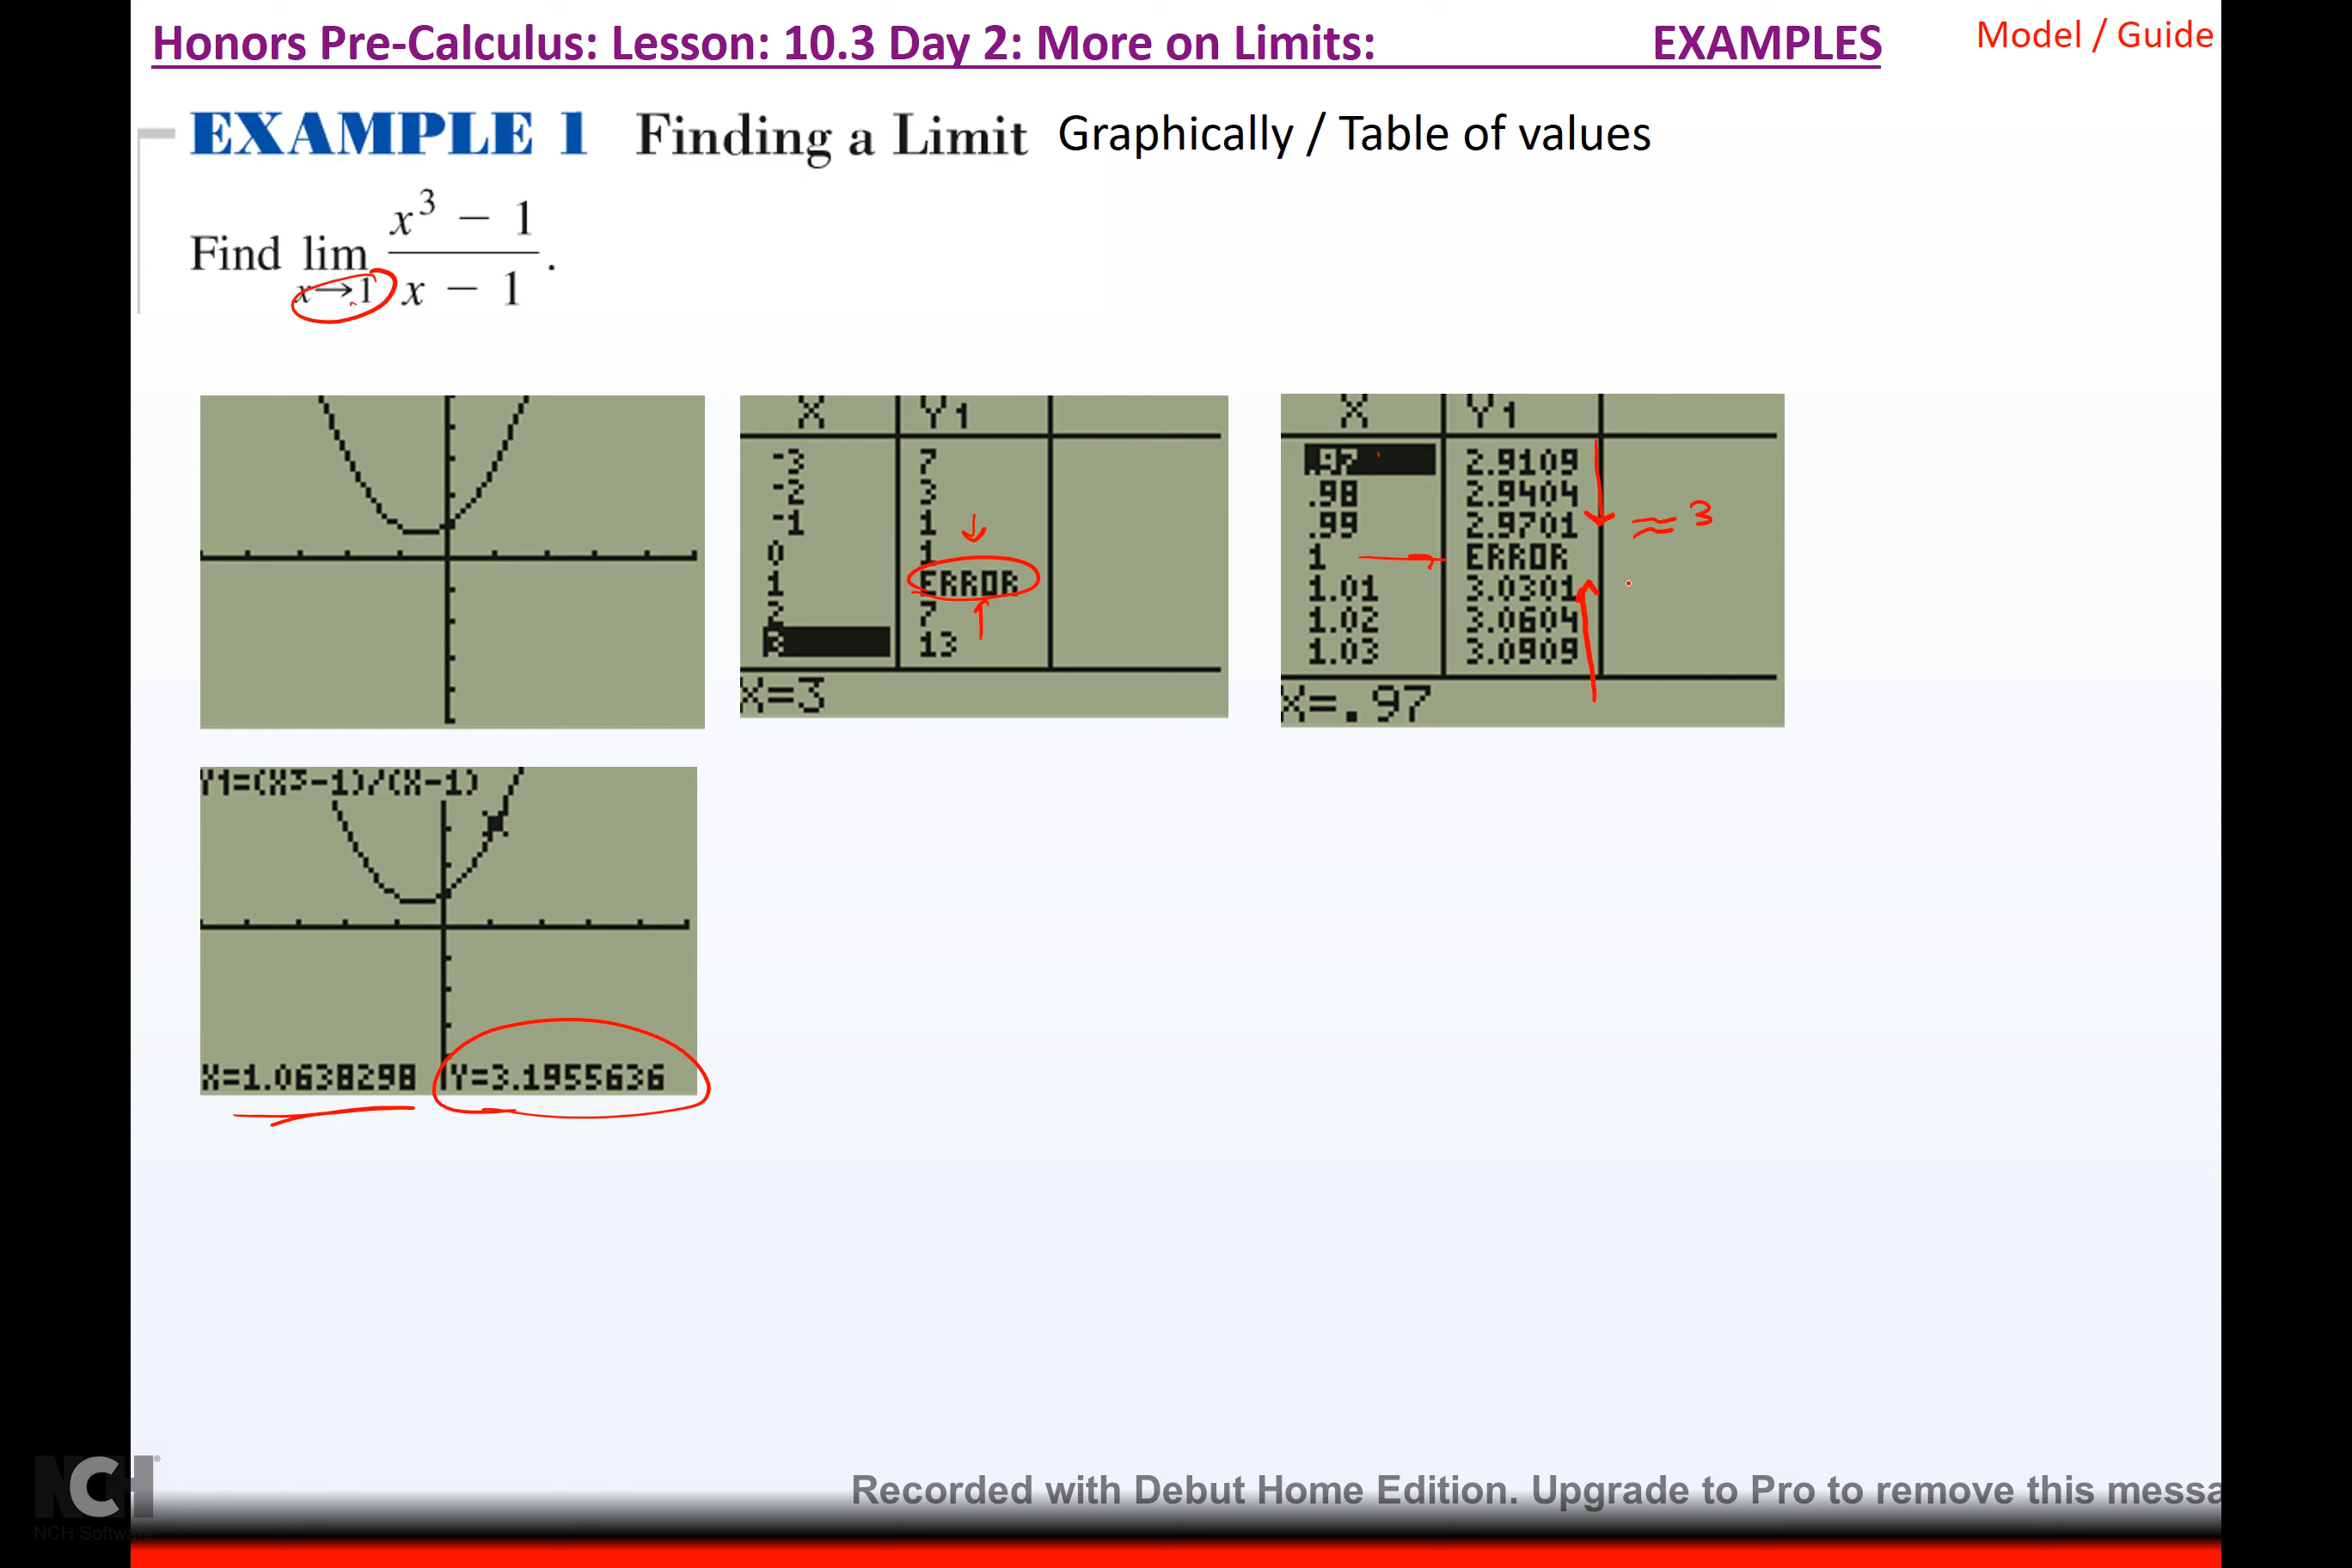 Honors Pre-Calculus: Lesson: 10.3 Day 2: More on Limits: EXAMPLES Model / Guide
EXAMPLE 1 Finding a Limit Graphically / Table of values
x³ − 1
Find lim .
x→1 x − 1
X Y₁
-3 7
-2 3
-1 1
0 1
1 ERROR
2 7
3 13
X=3
X Y₁
.97 2.9109
.98 2.9404
.99 2.9701
1 ERROR
1.01 3.0301
1.02 3.0604
1.03 3.0909
X=.97
≈ 3
Y1=(X3-1)/(X-1)
X=1.0638298 Y=3.1955636
NCH®
NCH Software
Recorded with Debut Home Edition. Upgrade to Pro to remove this messa